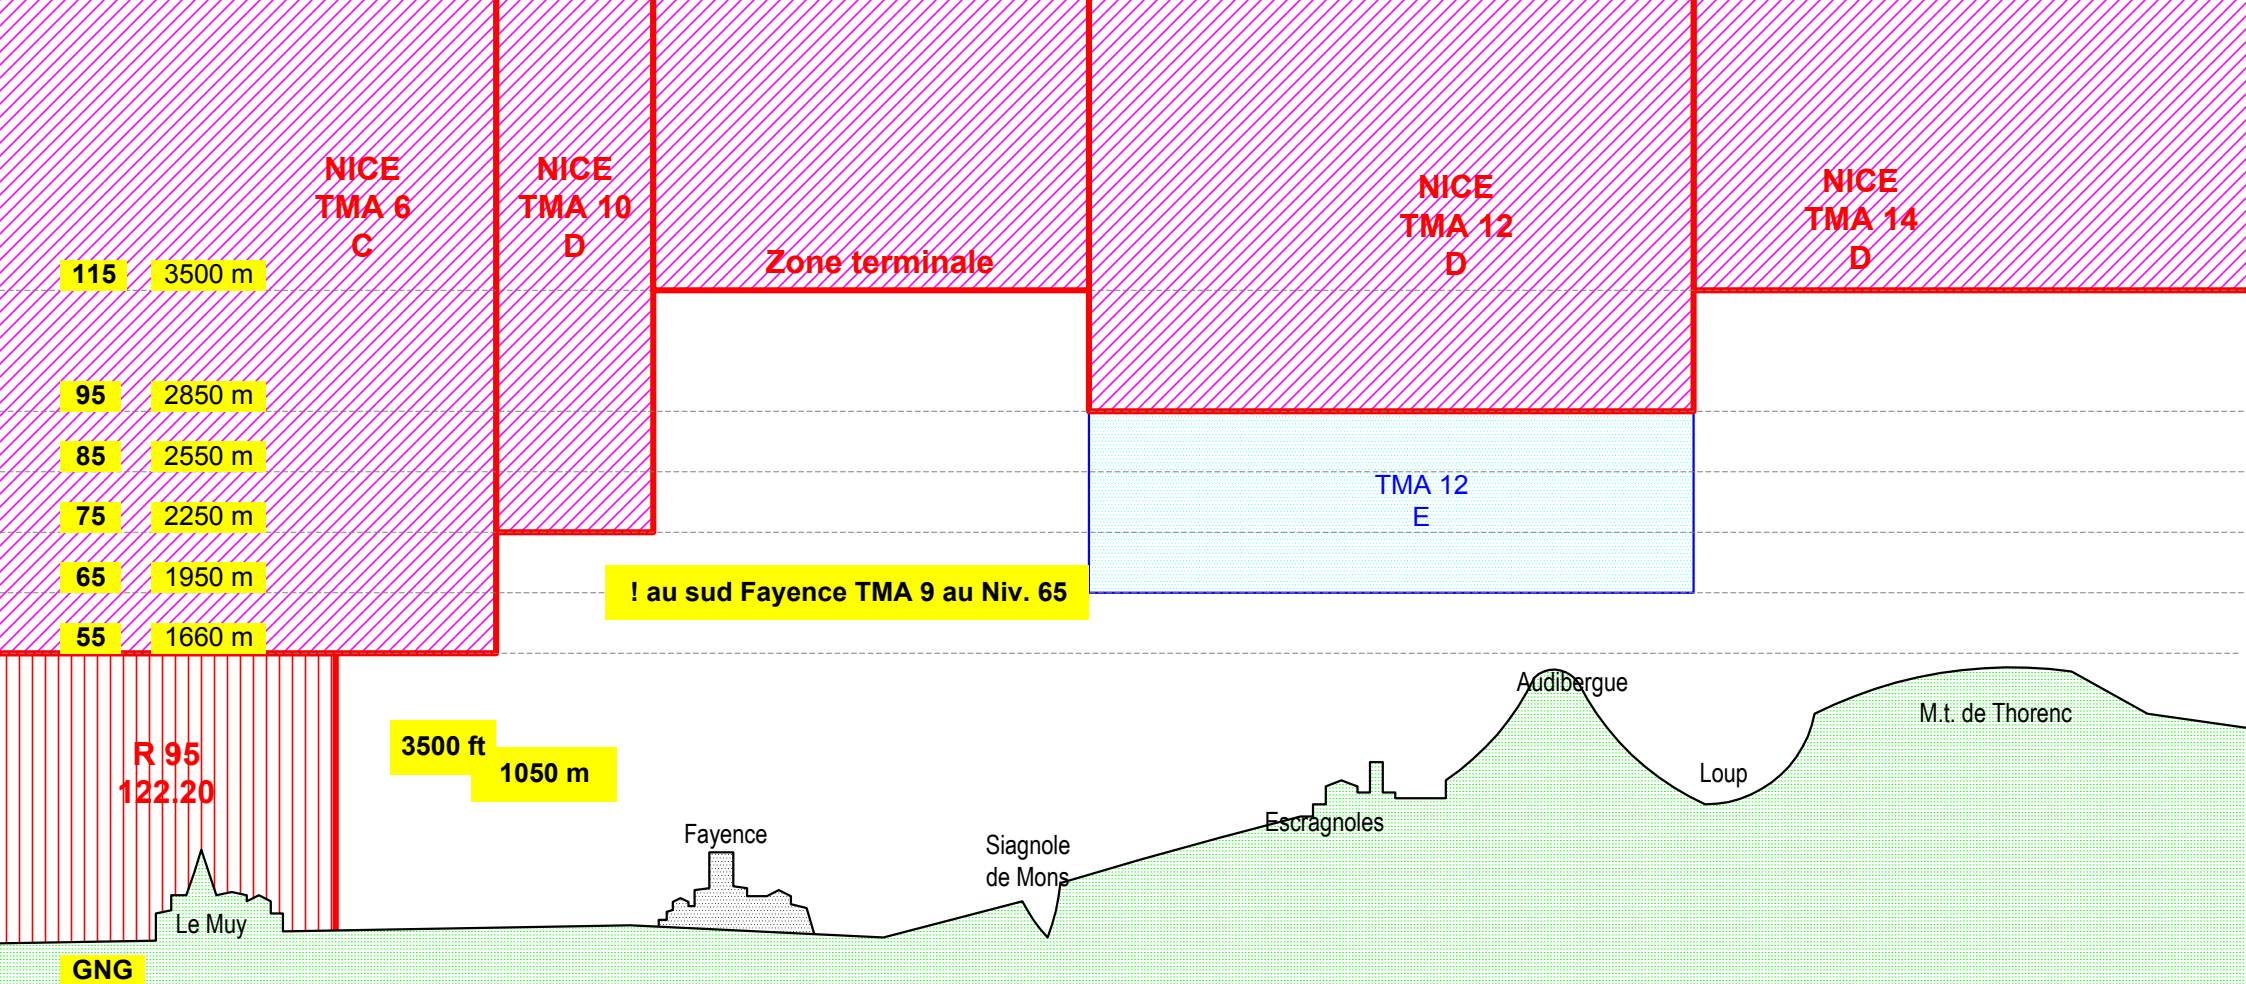 NICE
TMA 6
C
NICE
TMA 10
D
Zone terminale
NICE
TMA 12
D
NICE
TMA 14
D
115 3500 m
95 2850 m
85 2550 m
75 2250 m
65 1950 m
55 1660 m
TMA 12
E
! au sud Fayence TMA 9 au Niv. 65
R 95
122.20
3500 ft
1050 m
Audibergue
M.t. de Thorenc
Loup
Escragnoles
Fayence
Siagnole
de Mons
Le Muy
GNG